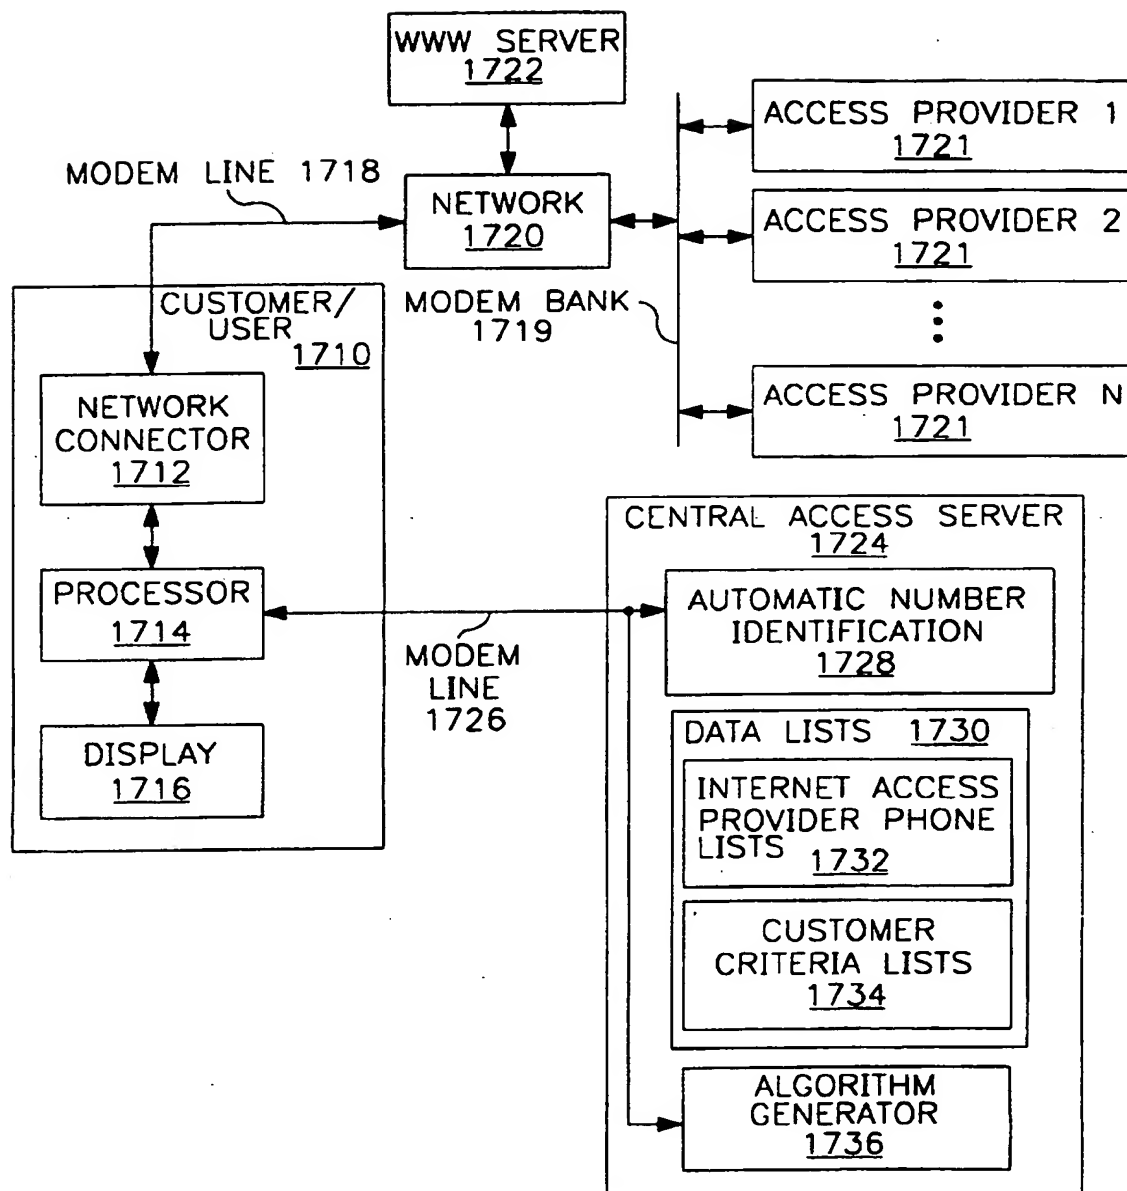 WWW SERVER
1722
ACCESS PROVIDER 1
1721
MODEM LINE 1718
NETWORK
1720
ACCESS PROVIDER 2
1721
MODEM BANK
1719
CUSTOMER/
USER
1710
ACCESS PROVIDER N
1721
NETWORK
CONNECTOR
1712
CENTRAL ACCESS SERVER
1724
PROCESSOR
1714
AUTOMATIC NUMBER
IDENTIFICATION
1728
MODEM
LINE
1726
DISPLAY
1716
DATA LISTS 1730
INTERNET ACCESS
PROVIDER PHONE
LISTS 1732
CUSTOMER
CRITERIA LISTS
1734
ALGORITHM
GENERATOR
1736